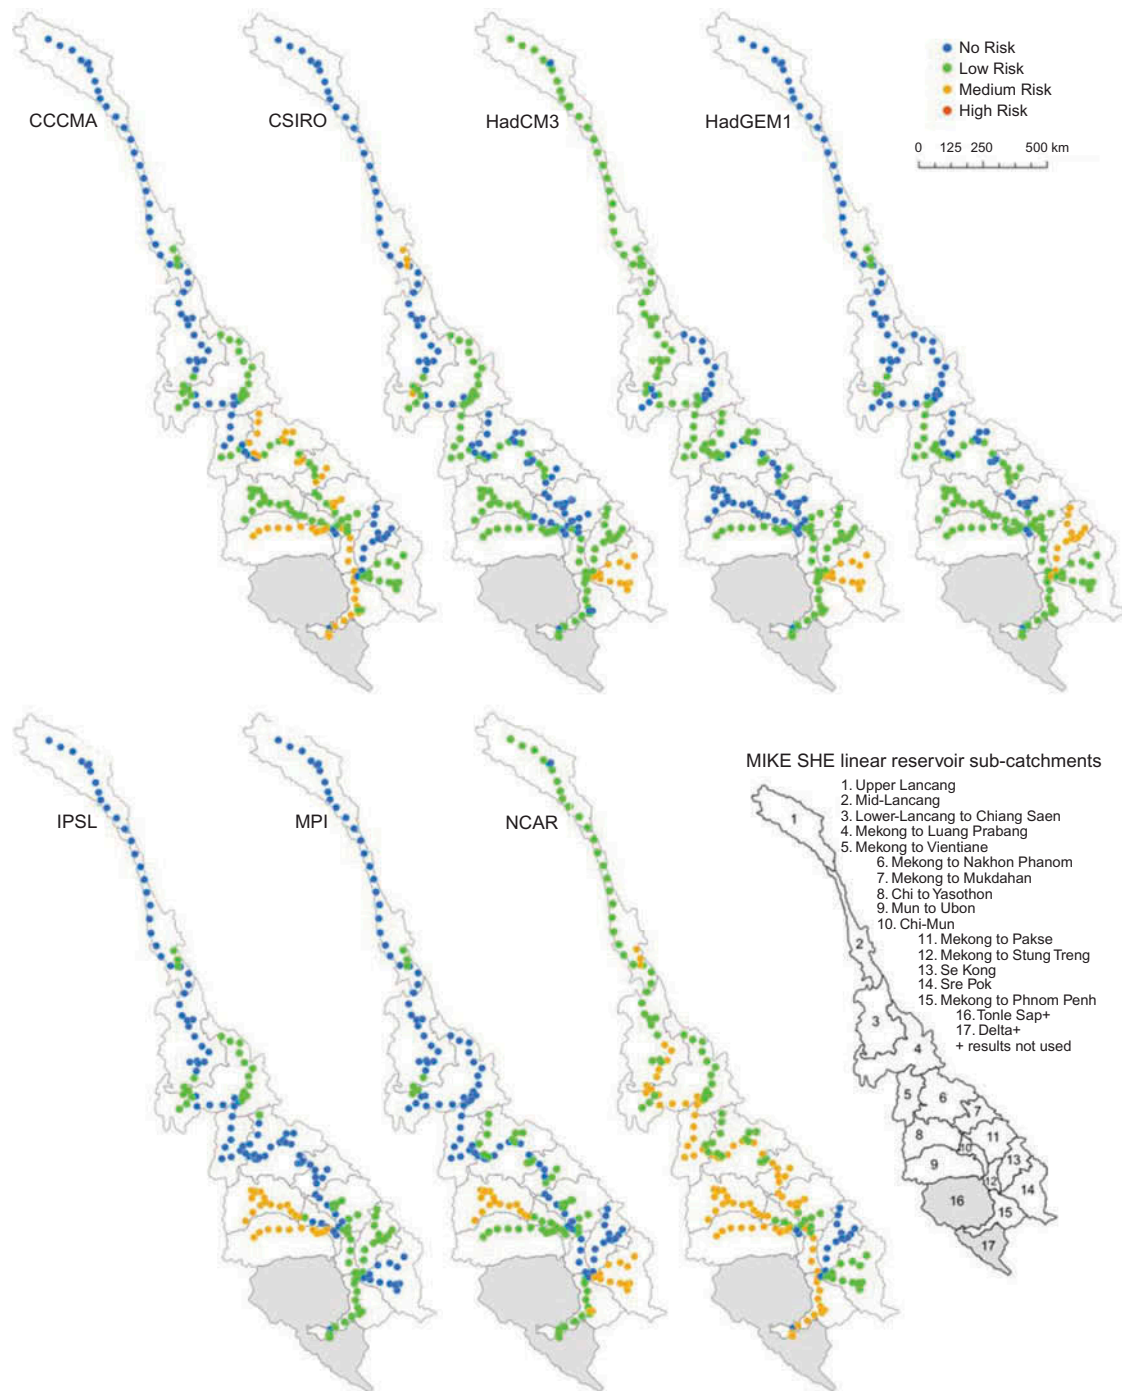 CCCMA
CSIRO
HadCM3
HadGEM1
No Risk
Low Risk
Medium Risk
High Risk
0 125 250 500 km
IPSL
MPI
NCAR
MIKE SHE linear reservoir sub-catchments
1. Upper Lancang
2. Mid-Lancang
3. Lower-Lancang to Chiang Saen
4. Mekong to Luang Prabang
5. Mekong to Vientiane
6. Mekong to Nakhon Phanom
7. Mekong to Mukdahan
8. Chi to Yasothon
9. Mun to Ubon
10. Chi-Mun
11. Mekong to Pakse
12. Mekong to Stung Treng
13. Se Kong
14. Sre Pok
15. Mekong to Phnom Penh
16. Tonle Sap+
17. Delta+
+ results not used
1
2
3
4
5
6
7
8
10
11
9
13
12
14
16
15
17